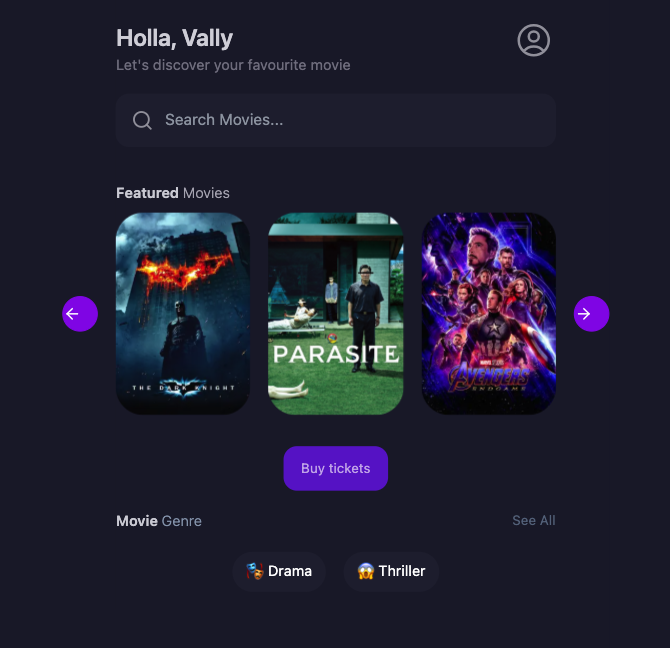 Holla, Vally
Let's discover your favourite movie
Search Movies...
Featured Movies
THE DARK KNIGHT
PARASITE
AVENGERS
ENDGAME
Buy tickets
Movie Genre
See All
Drama
Thriller